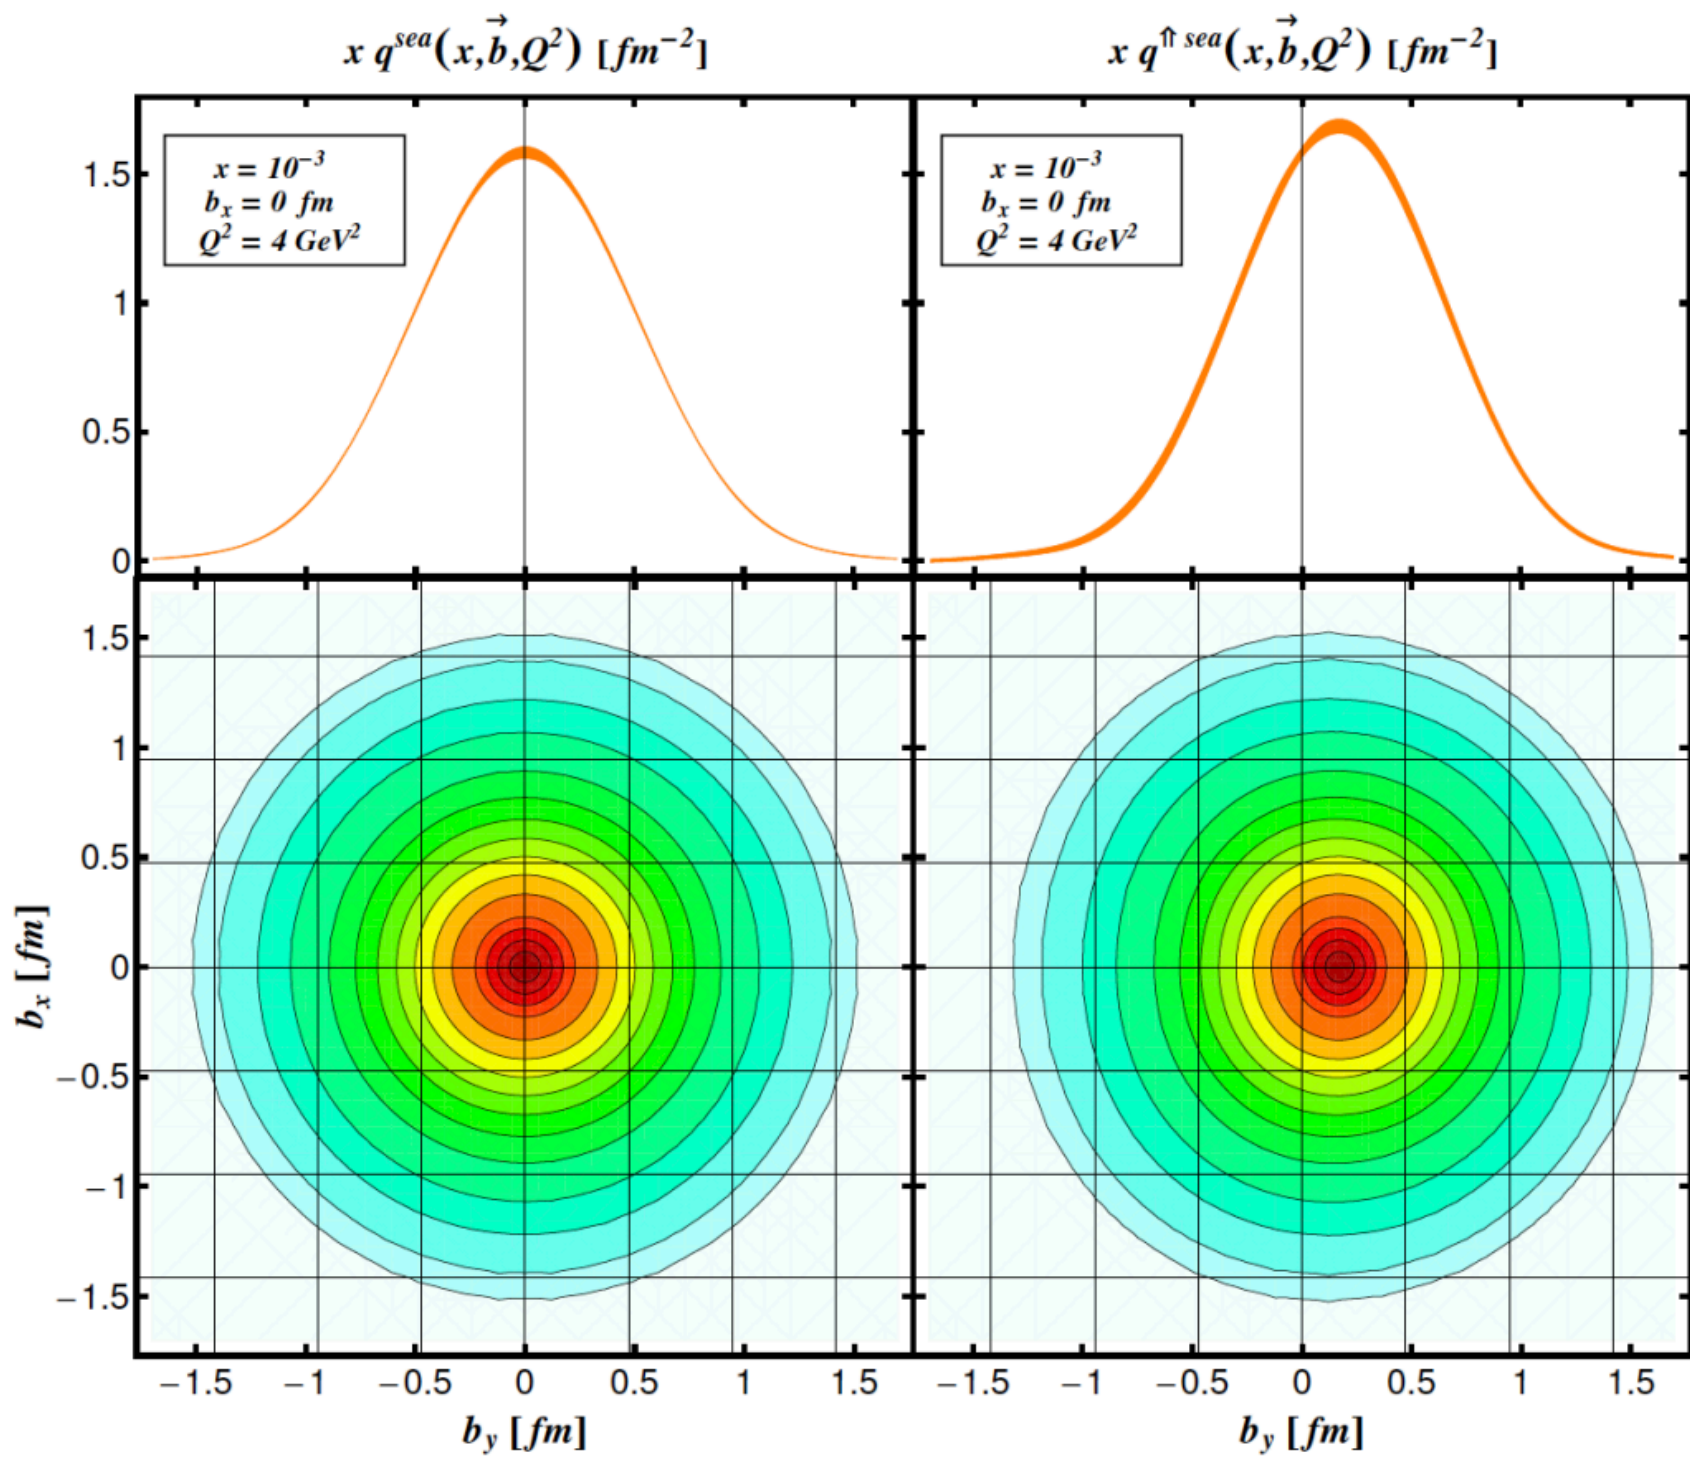 x q^sea(x,b⃗,Q²) [fm⁻²]
x q^⇑ sea(x,b⃗,Q²) [fm⁻²]
x = 10⁻³
bₓ = 0 fm
Q² = 4 GeV²
x = 10⁻³
bₓ = 0 fm
Q² = 4 GeV²
1.5
1
0.5
0
1.5
1
0.5
0
−0.5
−1
−1.5
bₓ [fm]
−1.5 −1 −0.5 0 0.5 1 1.5
−1.5 −1 −0.5 0 0.5 1 1.5
b_y [fm]
b_y [fm]